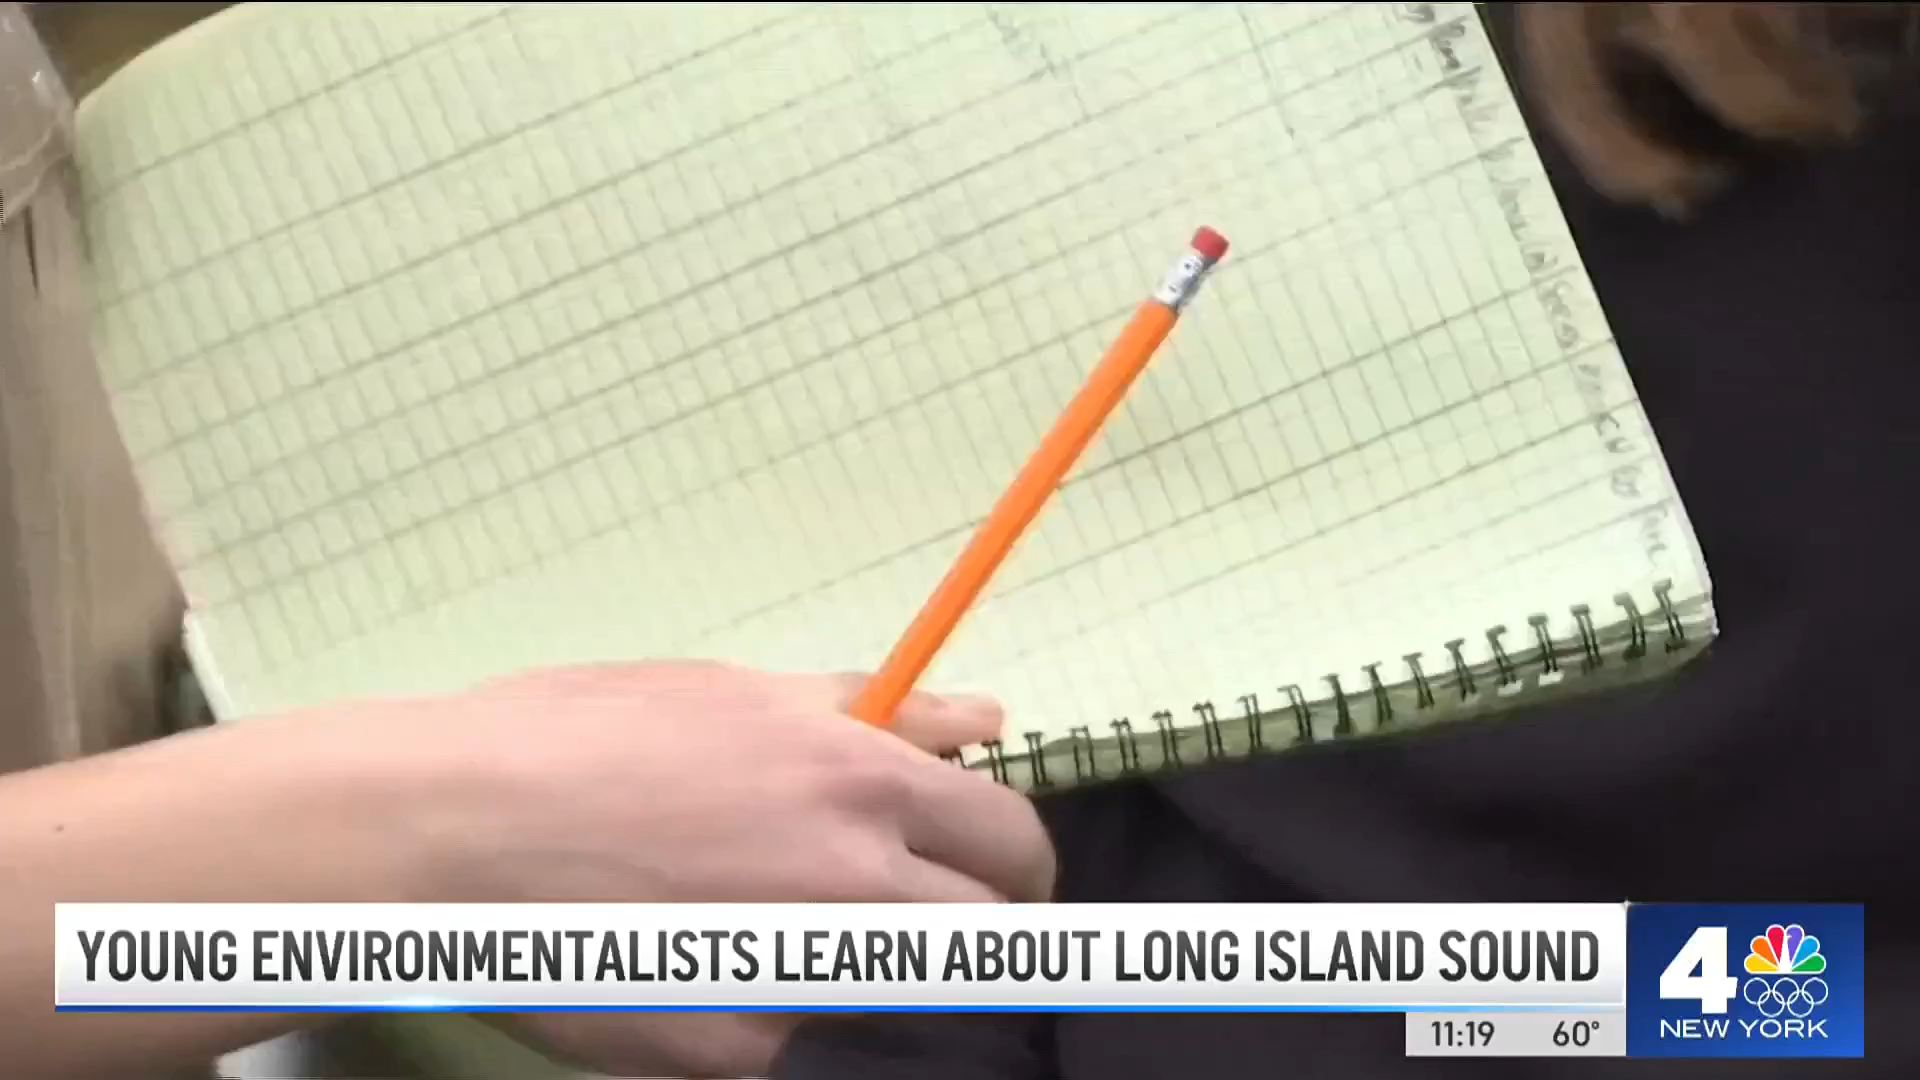 YOUNG ENVIRONMENTALISTS LEARN ABOUT LONG ISLAND SOUND
4
NEW YORK
11:19 60°